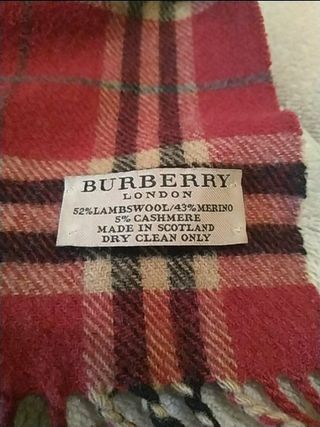 BURBERRY
LONDON
52%LAMBSWOOL/43%MERINO
5% CASHMERE
MADE IN SCOTLAND
DRY CLEAN ONLY